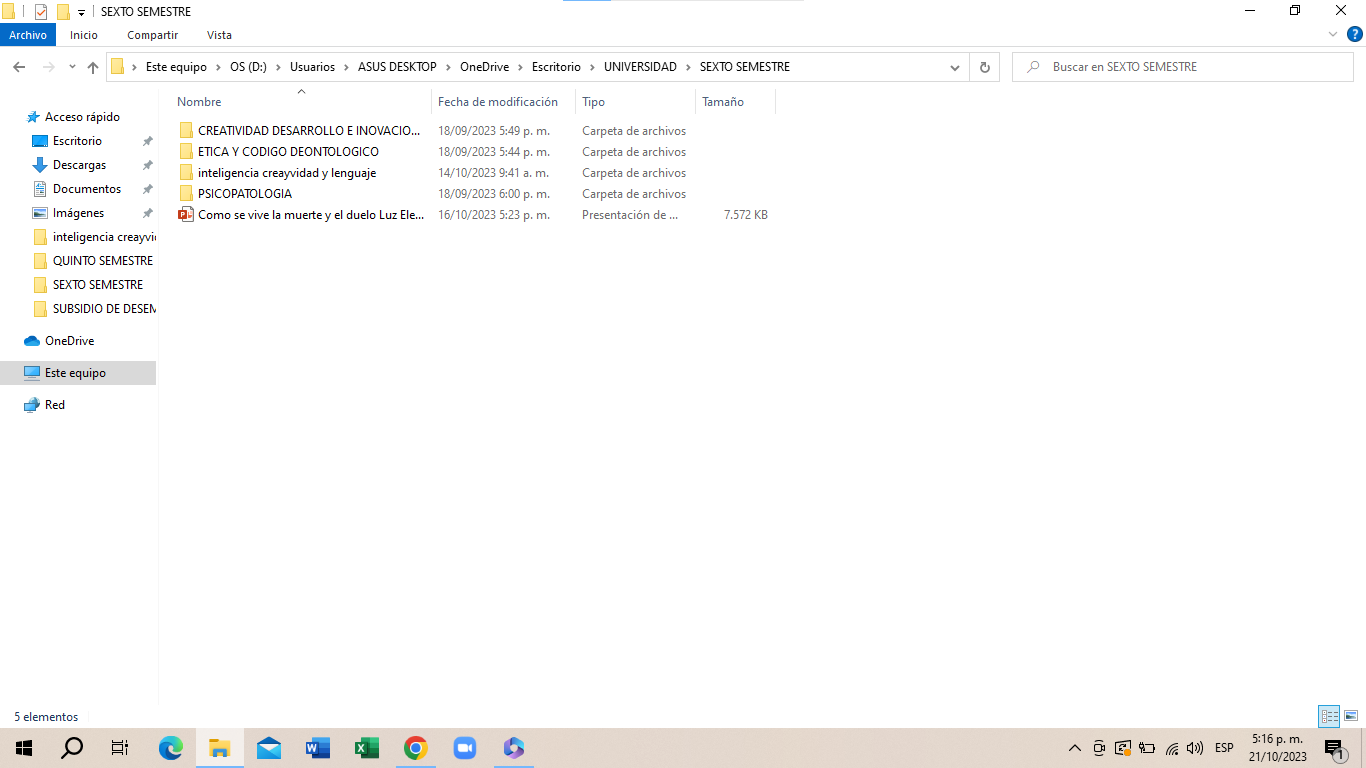 SEXTO SEMESTRE
Archivo Inicio Compartir Vista
Este equipo OS (D:) Usuarios ASUS DESKTOP OneDrive Escritorio UNIVERSIDAD SEXTO SEMESTRE
Buscar en SEXTO SEMESTRE
Nombre Fecha de modificación Tipo Tamaño
CREATIVIDAD DESARROLLO E INOVACIO... 18/09/2023 5:49 p. m. Carpeta de archivos
ETICA Y CODIGO DEONTOLOGICO 18/09/2023 5:44 p. m. Carpeta de archivos
inteligencia creayvidad y lenguaje 14/10/2023 9:41 a. m. Carpeta de archivos
PSICOPATOLOGIA 18/09/2023 6:00 p. m. Carpeta de archivos
Como se vive la muerte y el duelo Luz Ele... 16/10/2023 5:23 p. m. Presentación de ... 7.572 KB
Acceso rápido
Escritorio
Descargas
Documentos
Imágenes
inteligencia creayvi
QUINTO SEMESTRE
SEXTO SEMESTRE
SUBSIDIO DE DESEM
OneDrive
Este equipo
Red
5 elementos
ESP
5:16 p. m.
21/10/2023
1